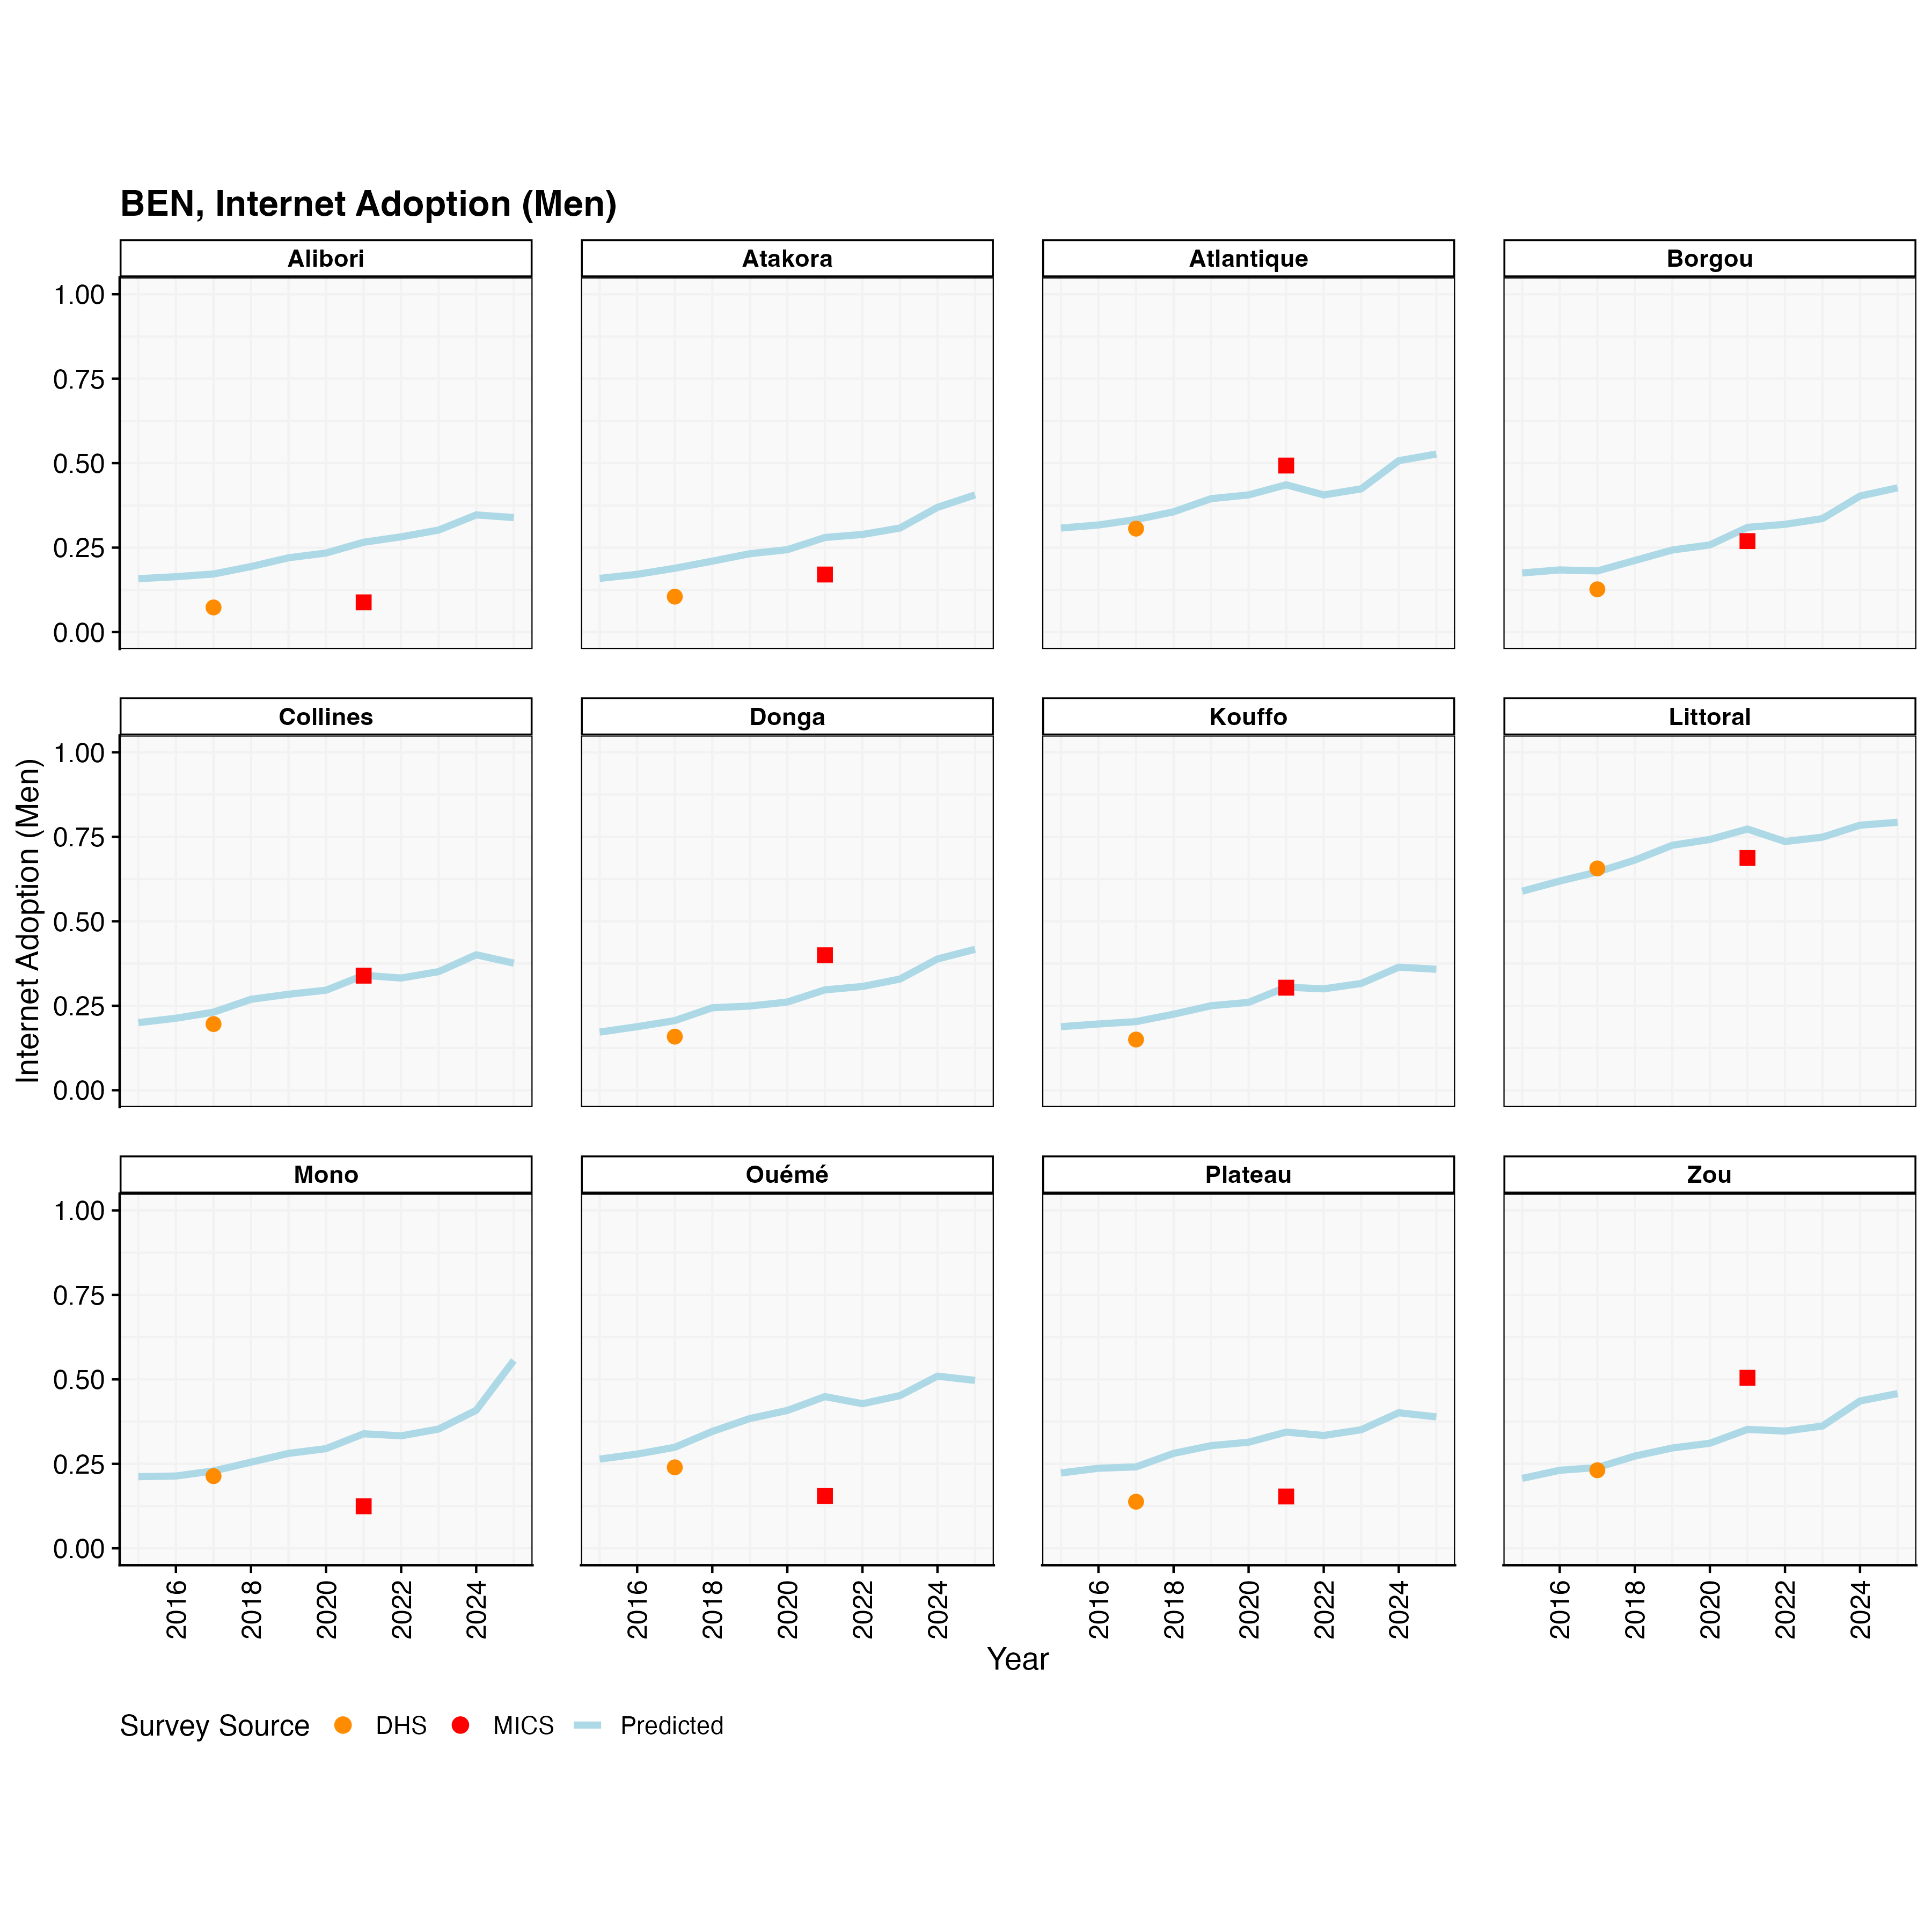 BEN, Internet Adoption (Men)
Alibori
Atakora
Atlantique
Borgou
1.00
0.75
0.50
0.25
0.00
Collines
Donga
Kouffo
Littoral
1.00
0.75
0.50
0.25
0.00
Internet Adoption (Men)
Mono
Ouémé
Plateau
Zou
1.00
0.75
0.50
0.25
0.00
2016 2018 2020 2022 2024
2016 2018 2020 2022 2024
2016 2018 2020 2022 2024
2016 2018 2020 2022 2024
Year
Survey Source DHS MICS Predicted